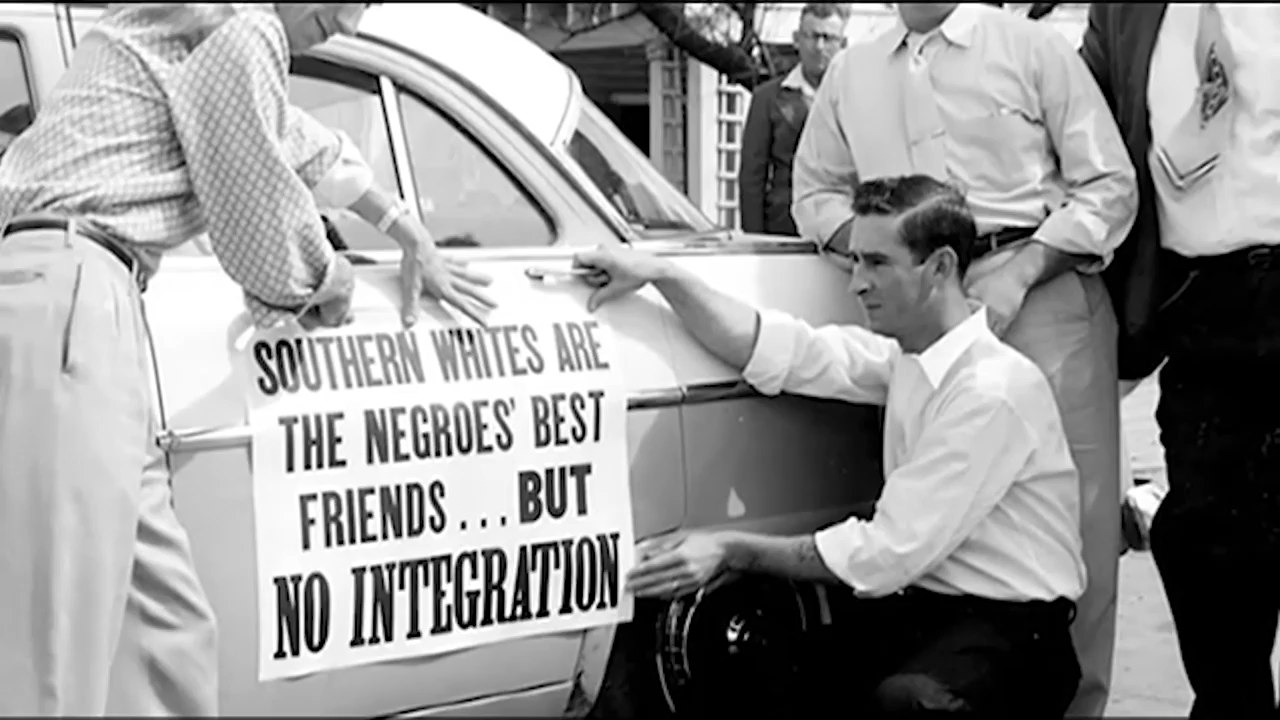 SOUTHERN WHITES ARE
THE NEGROES' BEST
FRIENDS...BUT
NO INTEGRATION